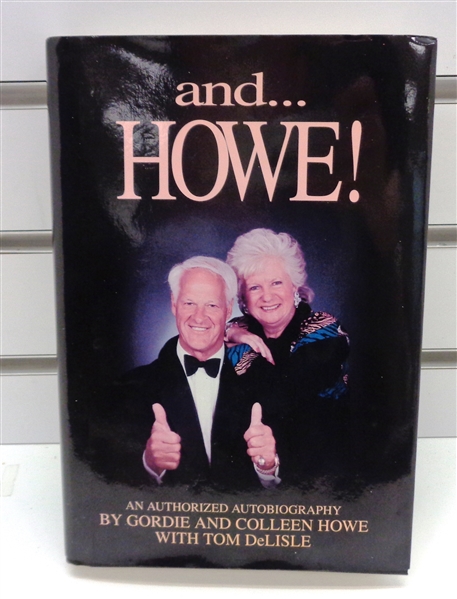 and...
HOWE!
AN AUTHORIZED AUTOBIOGRAPHY
BY GORDIE AND COLLEEN HOWE
WITH TOM DeLISLE